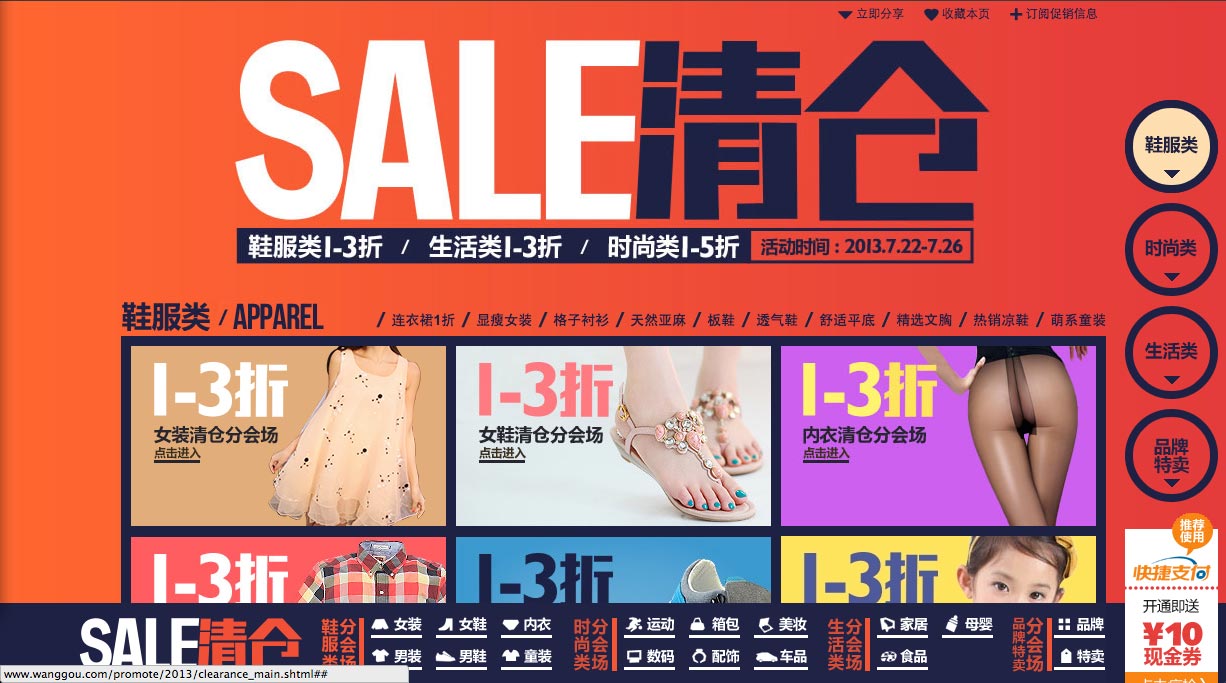 立即分享 收藏本页 订阅促销信息
SALE清仓
鞋服类1-3折 / 生活类1-3折 / 时尚类1-5折 活动时间：2013.7.22-7.26
鞋服类 / APPAREL / 连衣裙1折 / 显瘦女装 / 格子衬衫 / 天然亚麻 / 板鞋 / 透气鞋 / 舒适平底 / 精选文胸 / 热销凉鞋 / 萌系童装
1-3折
女装清仓分会场
点击进入
1-3折
女鞋清仓分会场
点击进入
1-3折
内衣清仓分会场
点击进入
1-3折
1-3折
1-3折
鞋服类
时尚类
生活类
品牌
特卖
推荐
使用
快捷支付
开通即送
¥10
现金券
SALE清仓
鞋服类分会场
女装 女鞋 内衣
男装 男鞋 童装
时尚类分会场
运动 箱包 美妆
数码 配饰 车品
生活类分会场
家居 母婴
食品
品牌特卖分会场
品牌
特卖
www.wanggou.com/promote/2013/clearance_main.shtml##